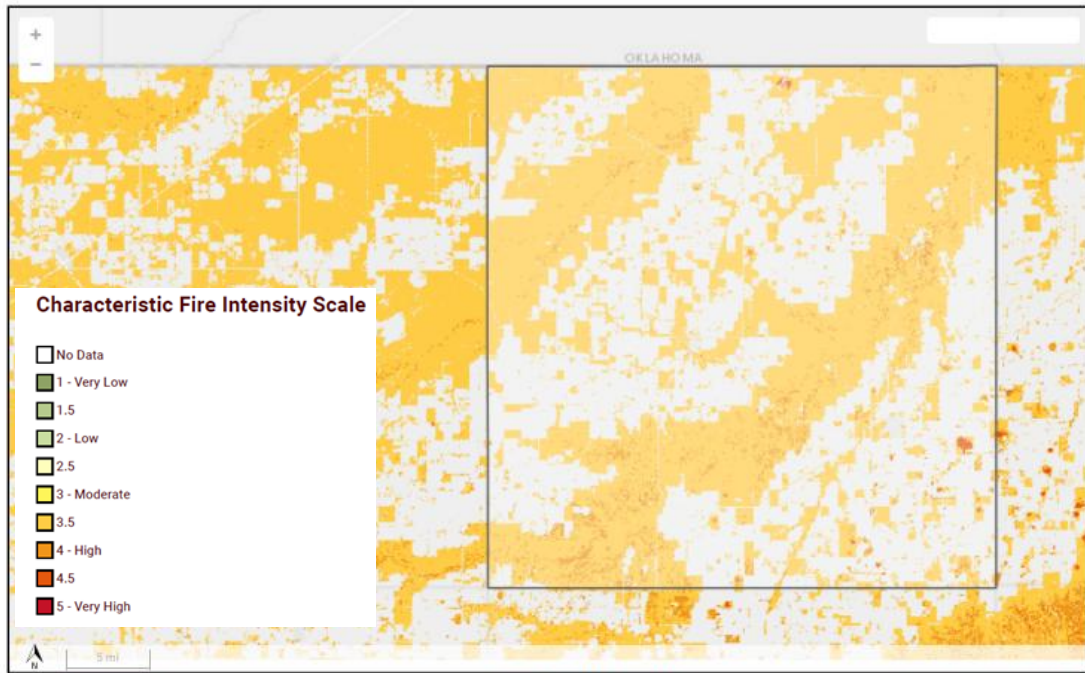 +
−
OKLAHOMA
Characteristic Fire Intensity Scale
No Data
1 - Very Low
1.5
2 - Low
2.5
3 - Moderate
3.5
4 - High
4.5
5 - Very High
N
5 mi